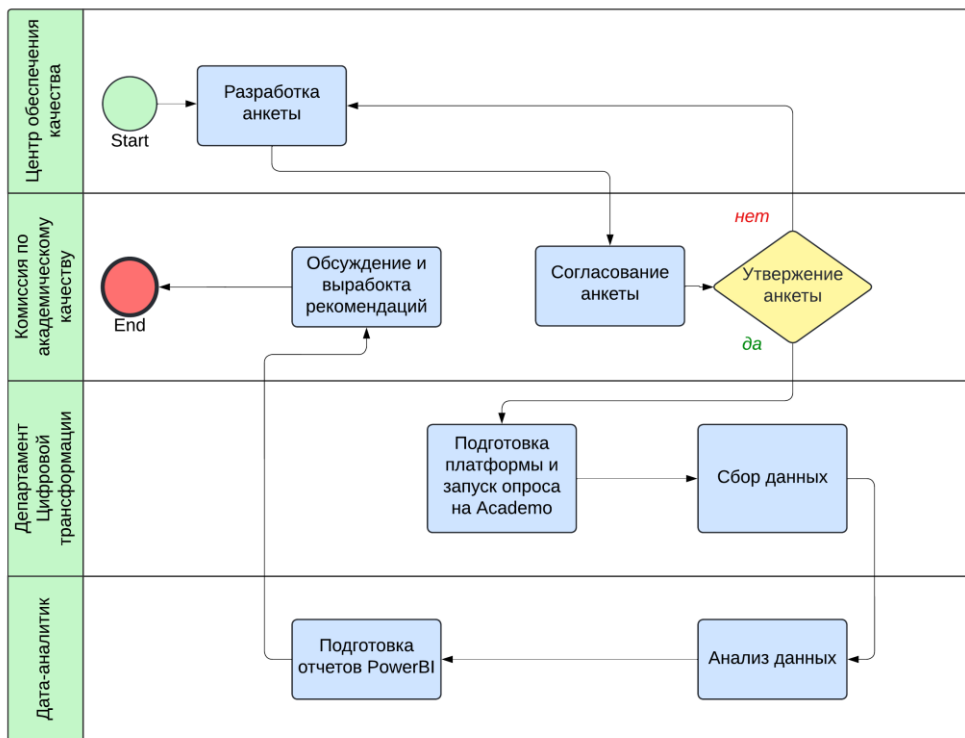 Центр обеспечения
качества
Start
Разработка
анкеты
Комиссия по
академическому
качеству
End
Обсуждение и
вырабокта
рекомендаций
Согласование
анкеты
нет
Утвержение
анкеты
да
Департамент
Цифровой
трансформации
Подготовка
платформы и
запуск опроса
на Academo
Сбор данных
Дата-аналитик
Подготовка
отчетов PowerBI
Анализ данных